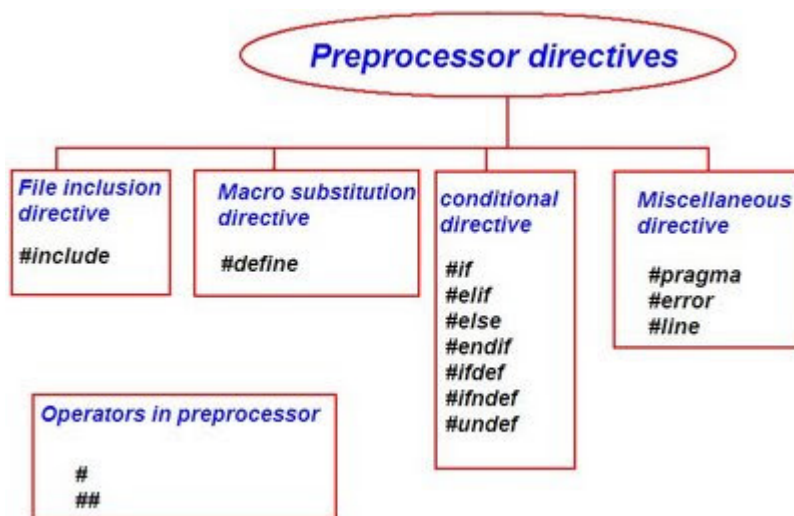 Preprocessor directives
File inclusion
directive
#include
Macro substitution
directive
#define
conditional
directive
#if
#elif
#else
#endif
#ifdef
#ifndef
#undef
Miscellaneous
directive
#pragma
#error
#line
Operators in preprocessor
#
##